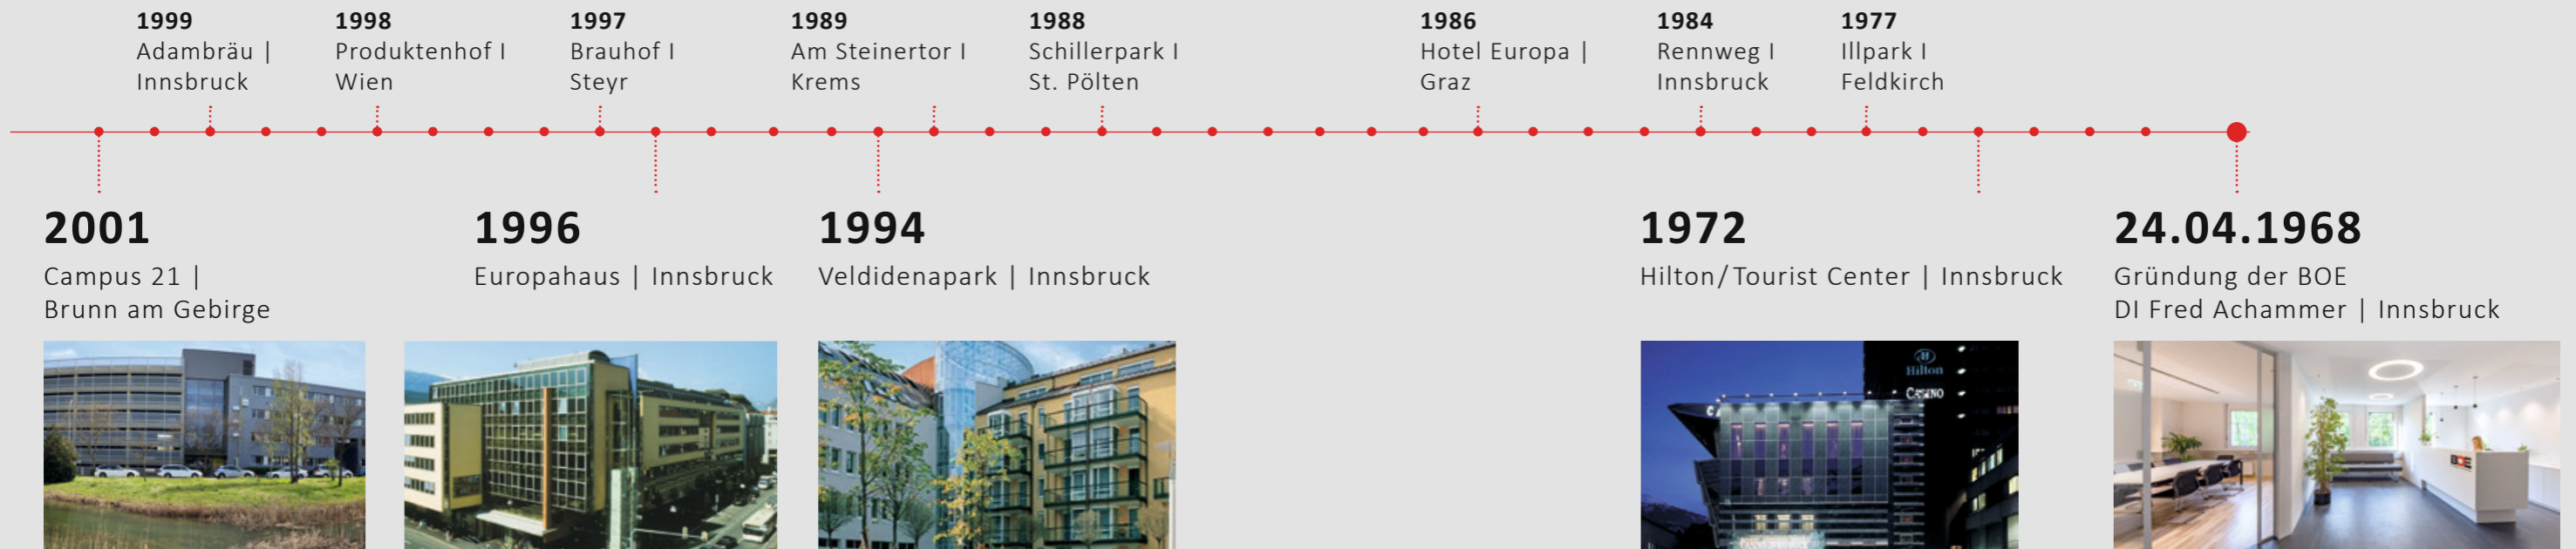 1999
Adambräu |
Innsbruck
1998
Produktenhof I
Wien
1997
Brauhof I
Steyr
1989
Am Steinertor I
Krems
1988
Schillerpark I
St. Pölten
1986
Hotel Europa |
Graz
1984
Rennweg I
Innsbruck
1977
Illpark I
Feldkirch
2001
Campus 21 |
Brunn am Gebirge
1996
Europahaus | Innsbruck
1994
Veldidenapark | Innsbruck
1972
Hilton/Tourist Center | Innsbruck
24.04.1968
Gründung der BOE
DI Fred Achammer | Innsbruck
Hilton
CASINO